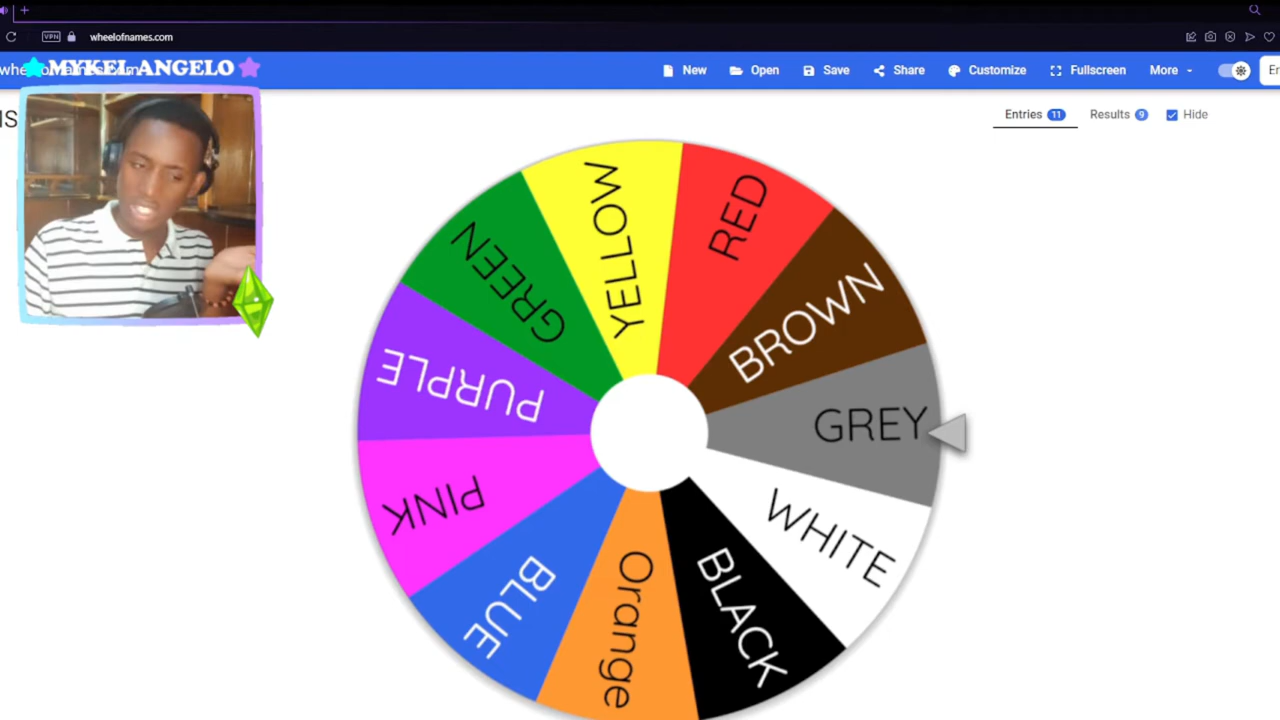 VPN wheelofnames.com
MYKEL ANGELO
New Open Save Share Customize Fullscreen More
Entries 11 Results 9 Hide
YELLOW
RED
GREEN
BROWN
PURPLE
GREY
PINK
WHITE
BLUE
Orange
BLACK